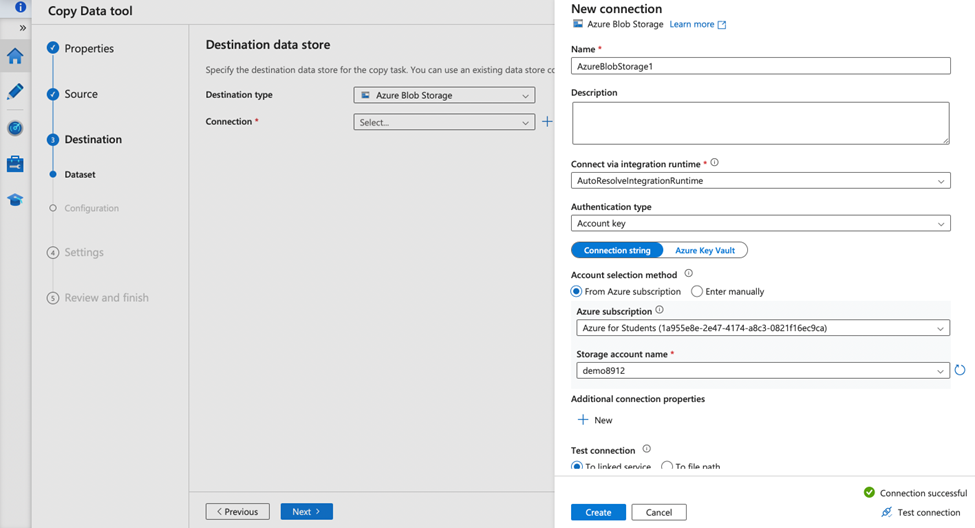 Copy Data tool
Properties
Source
3 Destination
Dataset
Configuration
4 Settings
5 Review and finish
Destination data store
Specify the destination data store for the copy task. You can use an existing data store
Destination type
Azure Blob Storage
Connection *
Select...
Previous
Next
New connection
Azure Blob Storage Learn more
Name *
AzureBlobStorage1
Description
Connect via integration runtime *
AutoResolveIntegrationRuntime
Authentication type
Account key
Connection string Azure Key Vault
Account selection method
From Azure subscription Enter manually
Azure subscription
Azure for Students (1a955e8e-2e47-4174-a8c3-0821f16ec9ca)
Storage account name *
demo8912
Additional connection properties
New
Test connection
To linked service To file path
Connection successful
Create Cancel Test connection